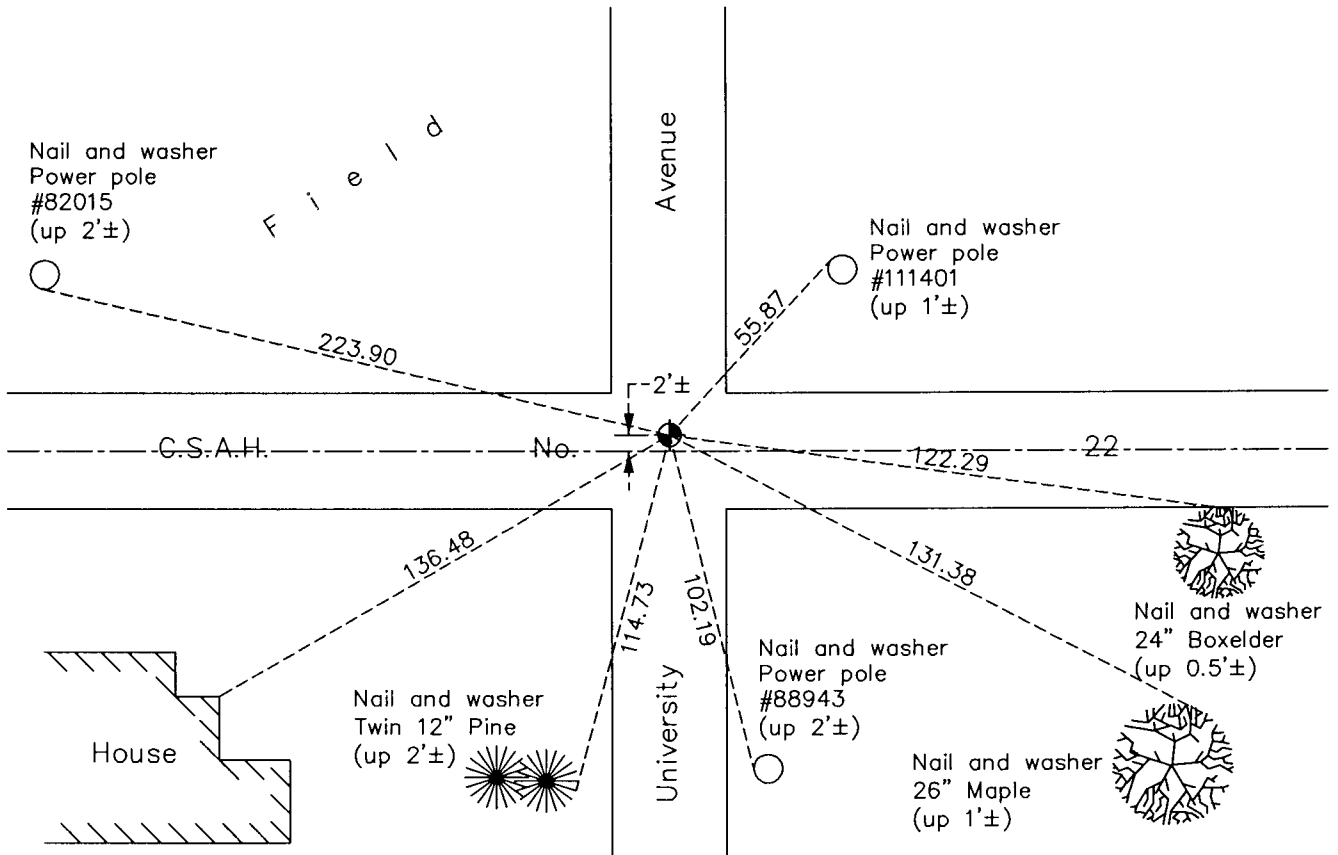 Avenue
Field
Nail and washer
Power pole
#82015
(up 2'±)
Nail and washer
Power pole
#111401
(up 1'±)
55.87
223.90
2'±
C.S.A.H. No. 22
122.29
136.48
131.38
114.73
102.19
Nail and washer
24" Boxelder
(up 0.5'±)
Nail and washer
Power pole
#88943
(up 2'±)
University
Nail and washer
Twin 12" Pine
(up 2'±)
House
Nail and washer
26" Maple
(up 1'±)